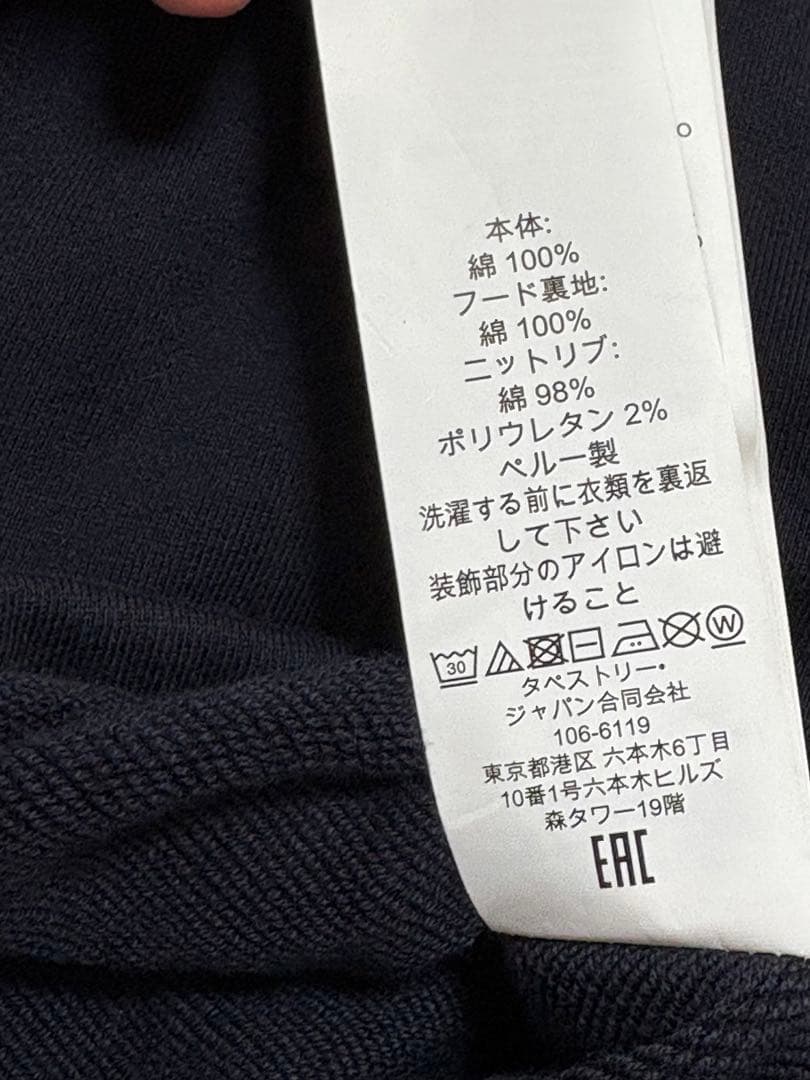 本体:
綿 100%
フード裏地:
綿 100%
ニットリブ:
綿 98%
ポリウレタン 2%
ペルー製
洗濯する前に衣類を裏返
して下さい
装飾部分のアイロンは避
けること
30 W
タペストリー・
ジャパン合同会社
106-6119
東京都港区 六本木6丁目
10番1号六本木ヒルズ
森タワー19階
EAC